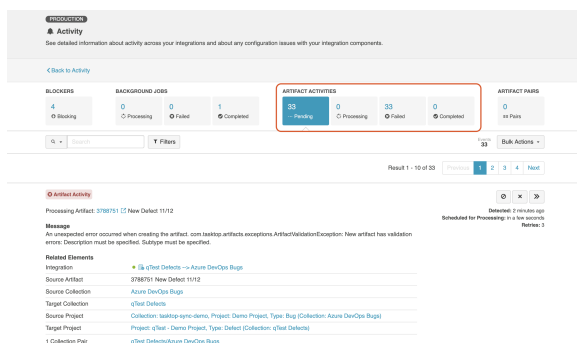 PRODUCTION
Activity
See detailed information about activity across your integrations and about any configuration issues with your integration components.
Back to Activity
BLOCKERS BACKGROUND JOBS ARTIFACT ACTIVITIES ARTIFACT PAIRS
4 0 0 1 33 0 33 0 0
Blocking Processing Failed Completed Pending Processing Failed Completed Pairs
Search Filters Events 33 Bulk Actions
Result 1 - 10 of 33 Previous 1 2 3 4 Next
Artifact Activity
Processing Artifact: 3788751 New Defect 11/12
Detected: 2 minutes ago
Scheduled for Processing: in a few seconds
Retries: 3
Message
An unexpected error occurred when creating the artifact. com.tasktop.artifacts.exceptions.ArtifactValidationException: New artifact has validation
errors: Description must be specified. Subtype must be specified.
Related Elements
Integration qTest Defects --> Azure DevOps Bugs
Source Artifact 3788751 New Defect 11/12
Source Collection Azure DevOps Bugs
Target Collection qTest Defects
Source Project Collection: tasktop-sync-demo, Project: Demo Project, Type: Bug (Collection: Azure DevOps Bugs)
Target Project Project: qTest - Demo Project, Type: Defect (Collection: qTest Defects)
1 Collection Pair qTest Defects/Azure DevOps Bugs